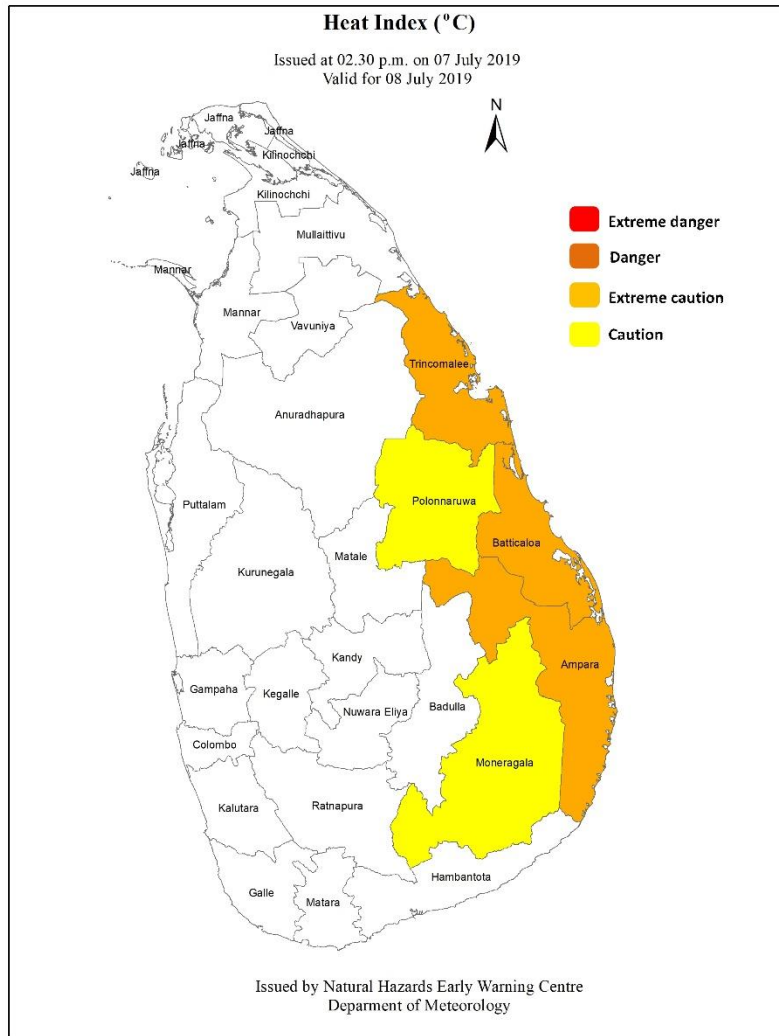 Heat Index (°C)
Issued at 02.30 p.m. on 07 July 2019
Valid for 08 July 2019
N
Jaffna
Jaffna
Jaffna
Kilinochchi
Jaffna
Kilinochchi
Mullaittivu
Mannar
Mannar
Vavuniya
Extreme danger
Danger
Extreme caution
Caution
Trincomalee
Anuradhapura
Puttalam
Polonnaruwa
Batticaloa
Matale
Kurunegala
Kandy
Ampara
Gampaha
Kegalle
Nuwara Eliya
Badulla
Colombo
Moneragala
Kalutara
Ratnapura
Hambantota
Galle
Matara
Issued by Natural Hazards Early Warning Centre
Deparment of Meteorology